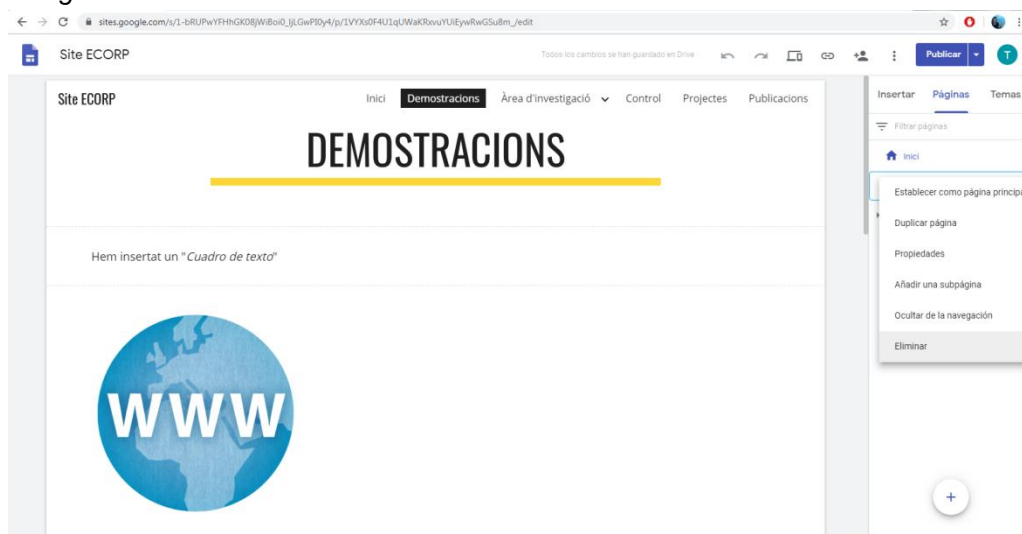 sites.google.com/s/1-bRUPwYFHhGK08jWiBoi0_ljLGwPI0y4/p/1VYXs0F4U1qUWaKRxvuYUiEywRwGSu8m_/edit
Site ECORP
Todos los cambios se han guardado en Drive
Publicar
T
Site ECORP
Inici
Demostracions
Àrea d'investigació
Control
Projectes
Publicacions
DEMOSTRACIONS
Hem insertat un "Cuadro de texto"
WWW
Insertar
Páginas
Temas
Filtrar páginas
Inici
Establecer como página principa
Duplicar página
Propiedades
Añadir una subpágina
Ocultar de la navegación
Eliminar